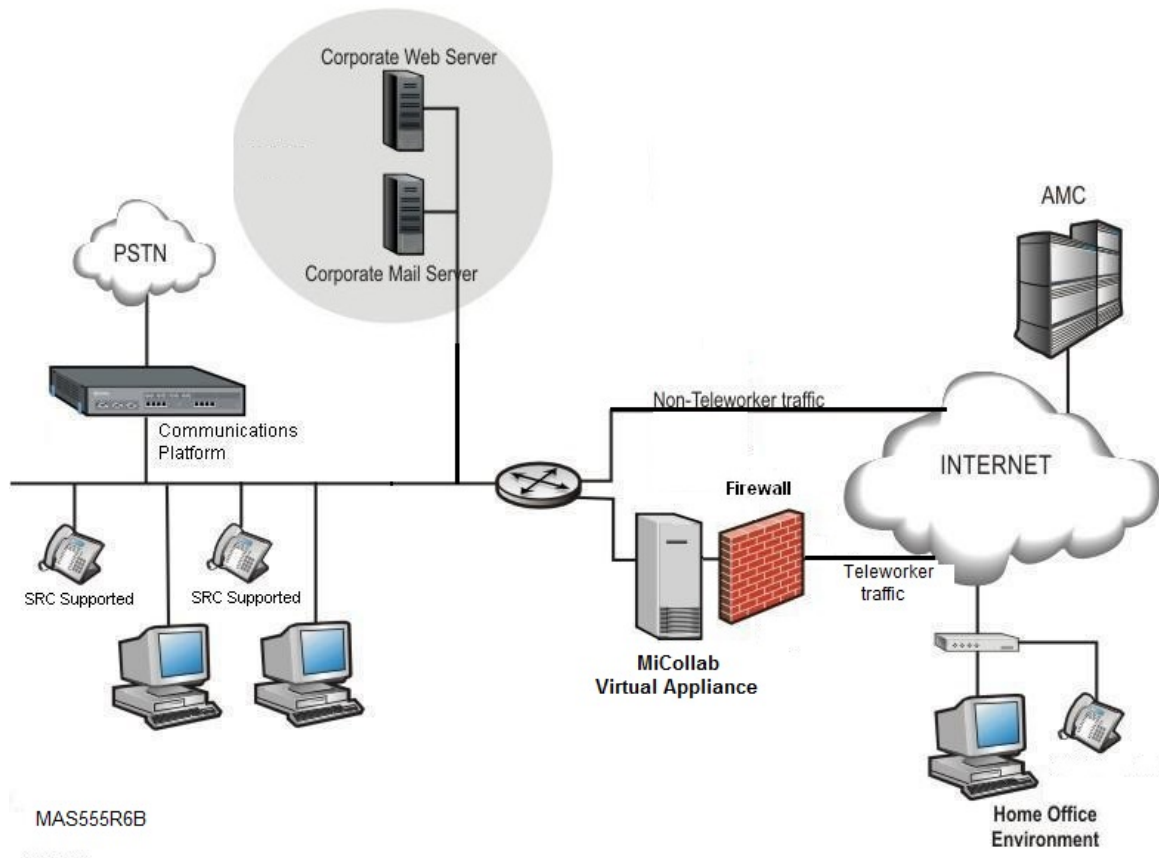 Corporate Web Server
Corporate Mail Server
PSTN
Communications
Platform
AMC
Non-Teleworker traffic
INTERNET
Firewall
Teleworker
traffic
SRC Supported
SRC Supported
MiCollab
Virtual Appliance
Home Office
Environment
MAS555R6B